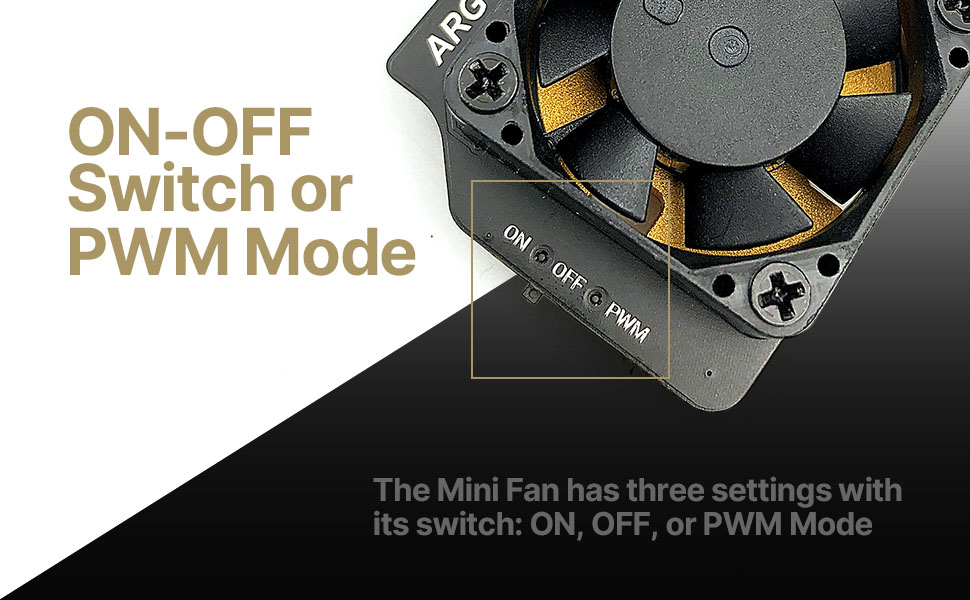 ON-OFF
Switch or
PWM Mode
ARG
ON OFF PWM
The Mini Fan has three settings with
its switch: ON, OFF, or PWM Mode